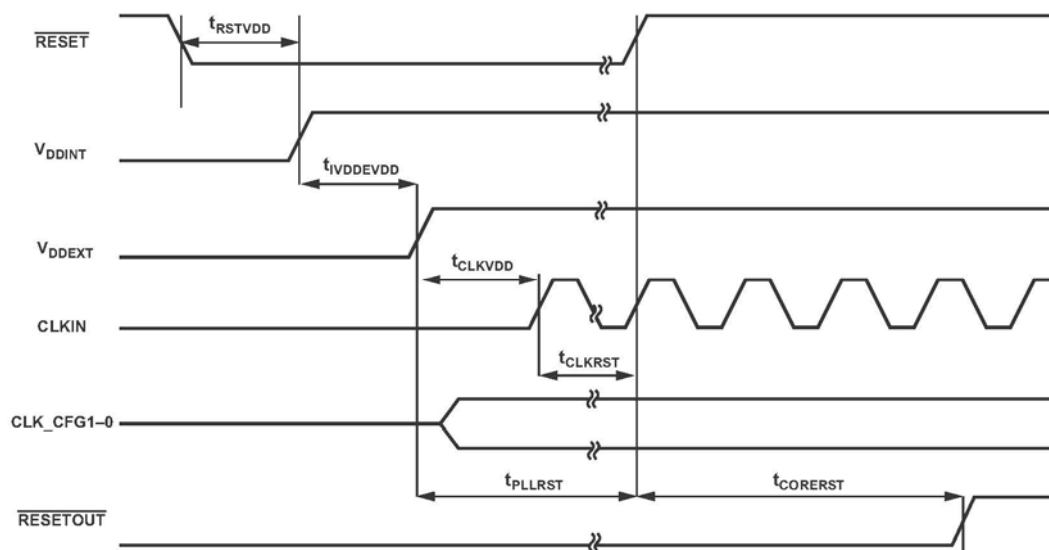 tRSTVDD
RESET
VDDINT
tIVDDEVDD
VDDEXT
tCLKVDD
CLKIN
tCLKRST
CLK_CFG1–0
tPLLRST
tCORERST
RESETOUT